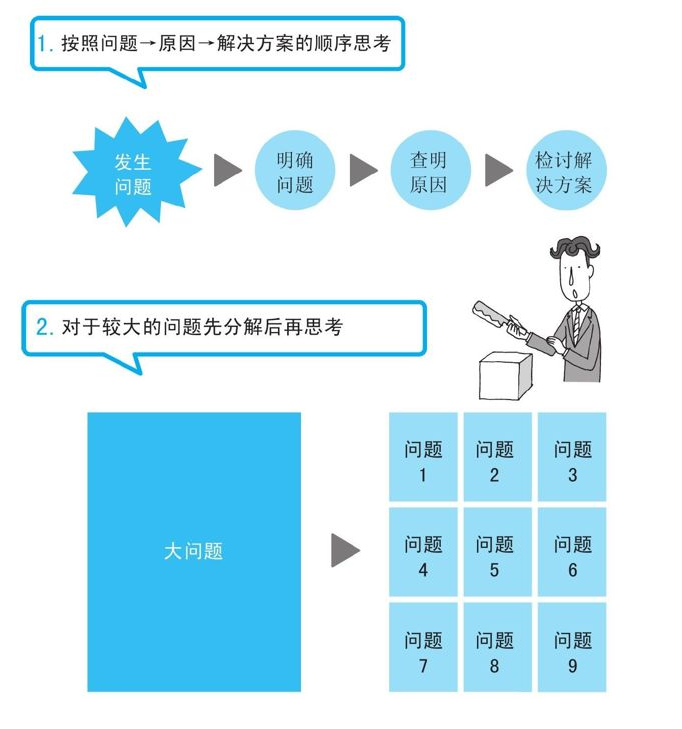 1. 按照问题→原因→解决方案的顺序思考
发生
问题
明确
问题
查明
原因
检讨解
决方案
2. 对于较大的问题先分解后再思考
大问题
问题
1
问题
2
问题
3
问题
4
问题
5
问题
6
问题
7
问题
8
问题
9